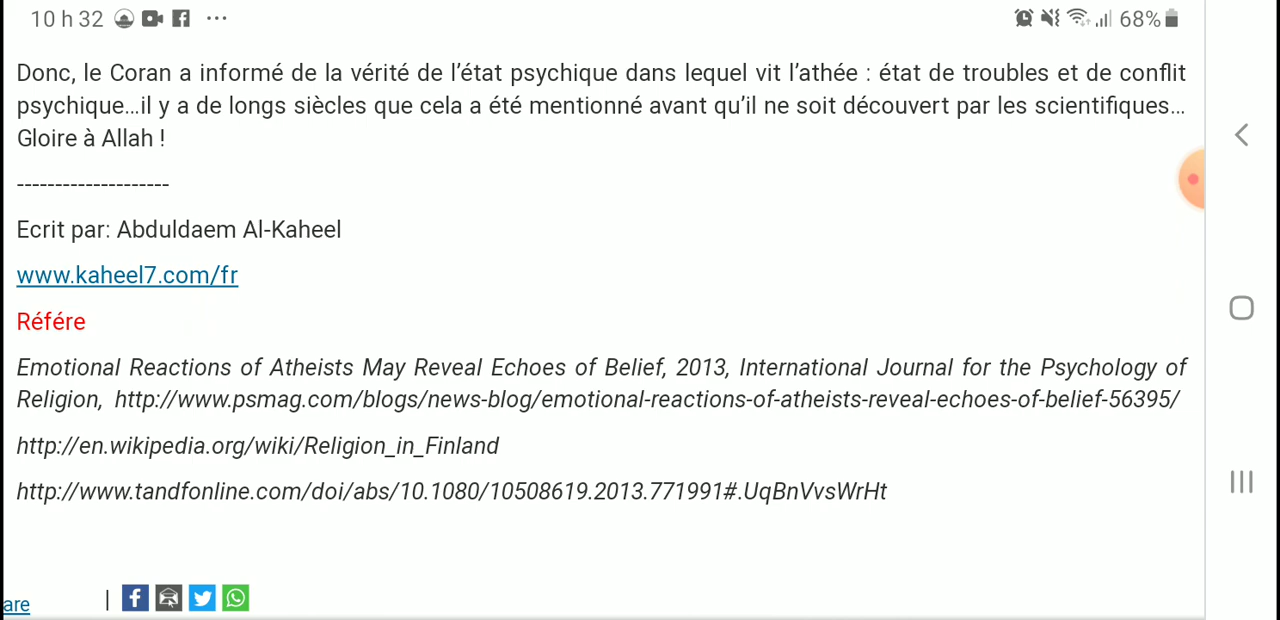 10 h 32 ... 68%
Donc, le Coran a informé de la vérité de l'état psychique dans lequel vit l'athée : état de troubles et de conflit
psychique...il y a de longs siècles que cela a été mentionné avant qu'il ne soit découvert par les scientifiques...
Gloire à Allah !
--------------------
Ecrit par: Abduldaem Al-Kaheel
www.kaheel7.com/fr
Référe
Emotional Reactions of Atheists May Reveal Echoes of Belief, 2013, International Journal for the Psychology of
Religion, http://www.psmag.com/blogs/news-blog/emotional-reactions-of-atheists-reveal-echoes-of-belief-56395/
http://en.wikipedia.org/wiki/Religion_in_Finland
http://www.tandfonline.com/doi/abs/10.1080/10508619.2013.771991#.UqBnVvsWrHt
are |